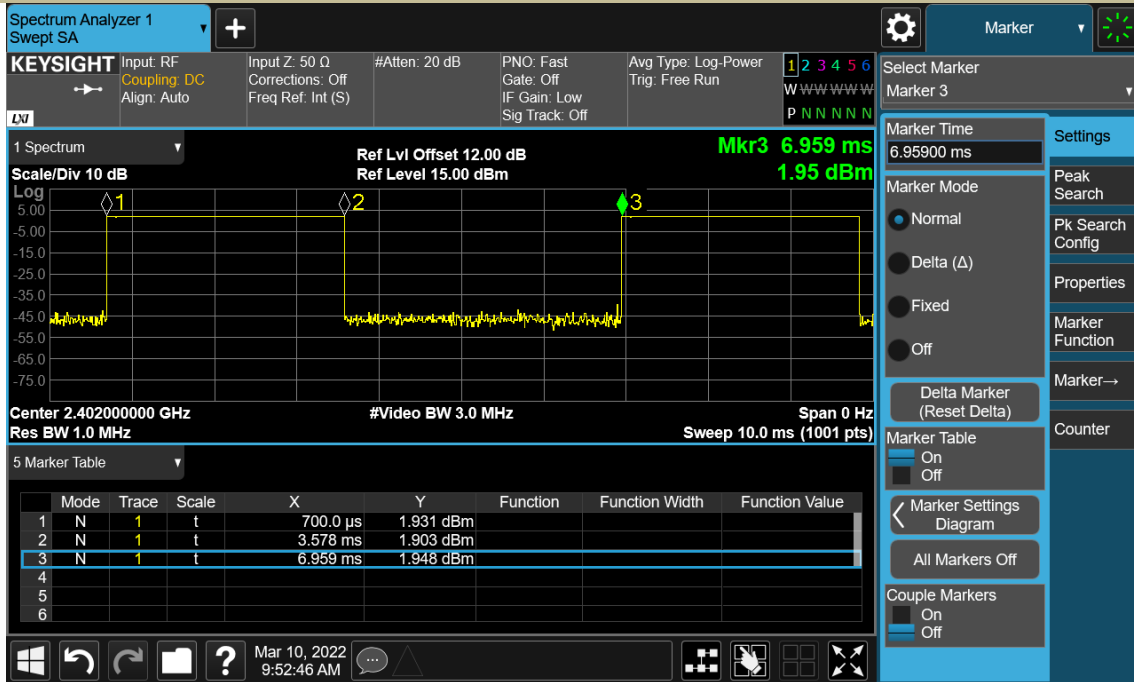 Spectrum Analyzer 1
Swept SA
Marker
KEYSIGHT
LXI
Input: RF
Coupling: DC
Align: Auto
Input Z: 50 Ω
Corrections: Off
Freq Ref: Int (S)
#Atten: 20 dB
PNO: Fast
Gate: Off
IF Gain: Low
Sig Track: Off
Avg Type: Log-Power
Trig: Free Run
1 2 3 4 5 6
W W W W W W
P N N N N N
Select Marker
Marker 3
1 Spectrum
Ref Lvl Offset 12.00 dB
Mkr3 6.959 ms
Scale/Div 10 dB
Ref Level 15.00 dBm
1.95 dBm
Log
1
2
3
5.00
-5.00
-15.0
-25.0
-35.0
-45.0
-55.0
-65.0
-75.0
Center 2.402000000 GHz
#Video BW 3.0 MHz
Span 0 Hz
Res BW 1.0 MHz
Sweep 10.0 ms (1001 pts)
5 Marker Table
Mode Trace Scale X Y Function Function Width Function Value
1 N 1 t 700.0 µs 1.931 dBm
2 N 1 t 3.578 ms 1.903 dBm
3 N 1 t 6.959 ms 1.948 dBm
4
5
6
Marker Time
6.95900 ms
Marker Mode
Normal
Delta (Δ)
Fixed
Off
Delta Marker
(Reset Delta)
Marker Table
On
Off
Marker Settings
Diagram
All Markers Off
Couple Markers
On
Off
Settings
Peak
Search
Pk Search
Config
Properties
Marker
Function
Marker→
Counter
?
Mar 10, 2022
9:52:46 AM